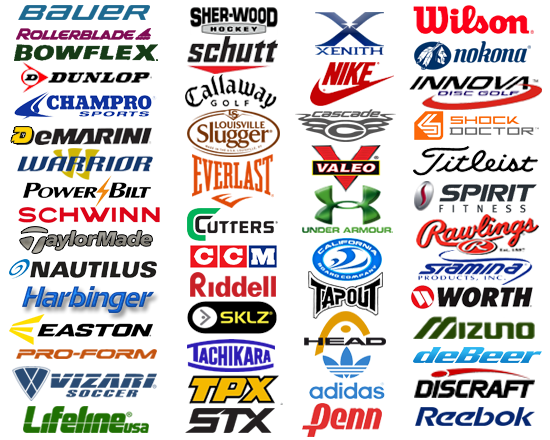 BAUER
ROLLERBLADE
BOWFLEX
DUNLOP
CHAMPRO
SPORTS
DeMARINI
WARRIOR
POWERBILT
SCHWINN
TaylorMade
NAUTILUS
Harbinger
EASTON
PRO-FORM
VIZARI
SOCCER
Lifeline USA
SHER-WOOD
HOCKEY
schutt
Callaway
GOLF
LOUISVILLE
Slugger
EVERLAST
CUTTERS
CCM
Riddell
SKLZ
TACHIKARA
TPX
STX
XENITH
NIKE
CASCADE
VALEO
UNDER ARMOUR
CALIFORNIA
BOARD COMPANY
TAPOUT
HEAD
adidas
Penn
Wilson
nokona
INNOVA
DISC GOLF
SHOCK
DOCTOR
Titleist
SPIRIT
FITNESS
Rawlings
Est. 1887
STAMINA
PRODUCTS, INC.
WORTH
MIZUNO
deBeer
DISCRAFT
Reebok